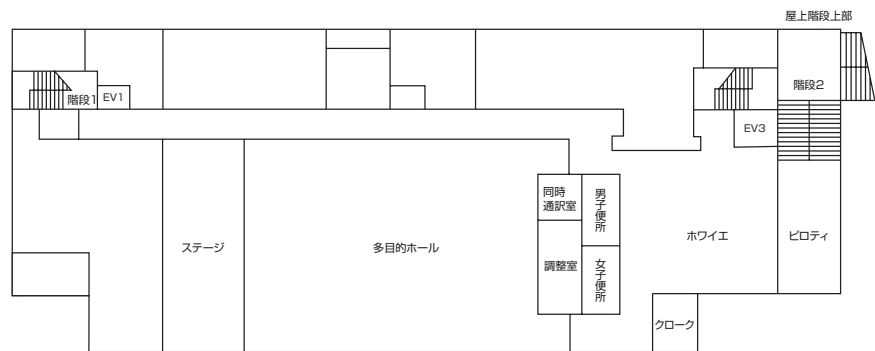 屋上階段上部
階段1
EV1
階段2
EV3
同時
通訳室
男子便所
ステージ
多目的ホール
調整室
女子便所
ホワイエ
ピロティ
クローク